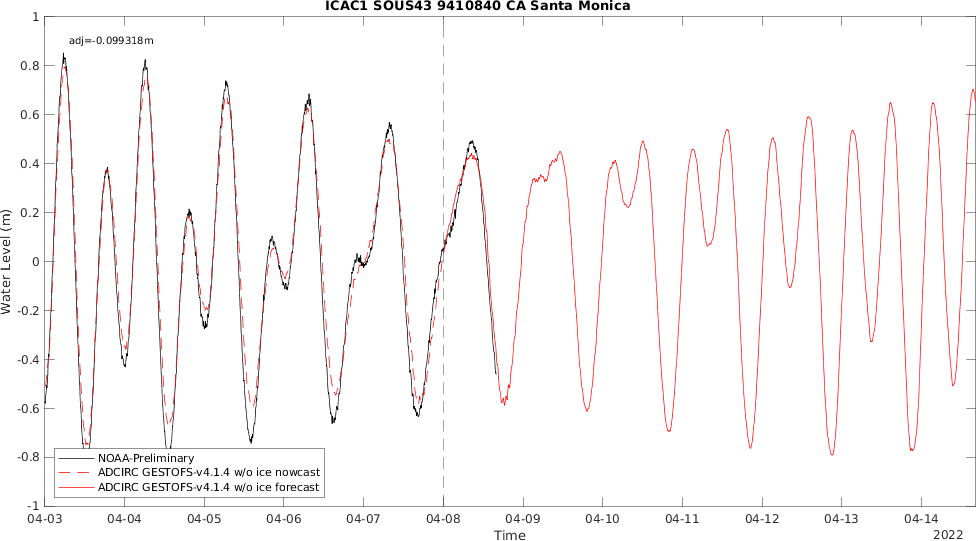 ICAC1 SOUS43 9410840 CA Santa Monica
adj=-0.099318m
Water Level (m)
1
0.8
0.6
0.4
0.2
0
-0.2
-0.4
-0.6
-0.8
-1
NOAA-Preliminary
ADCIRC GESTOFS-v4.1.4 w/o ice nowcast
ADCIRC GESTOFS-v4.1.4 w/o ice forecast
04-03 04-04 04-05 04-06 04-07 04-08 04-09 04-10 04-11 04-12 04-13 04-14
Time
2022